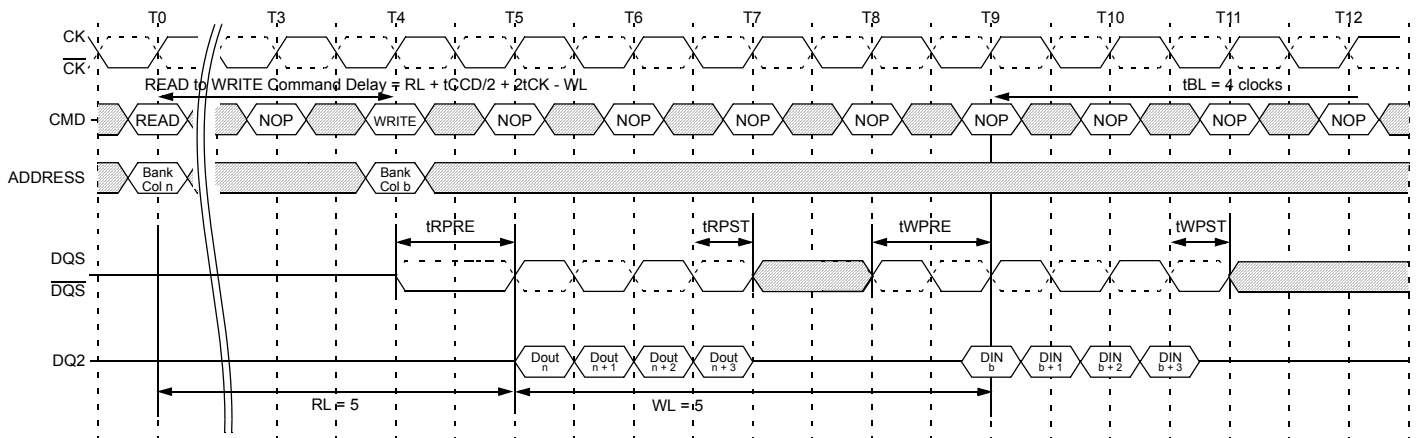 T0 T3 T4 T5 T6 T7 T8 T9 T10 T11 T12
CK
CK
READ to WRITE Command Delay = RL + tCCD/2 + 2tCK - WL
tBL = 4 clocks
CMD READ NOP WRITE NOP NOP NOP NOP NOP NOP NOP NOP
ADDRESS Bank Col n Bank Col b
tRPRE tRPST tWPRE tWPST
DQS
DQS
DQ2 Dout n Dout n + 1 Dout n + 2 Dout n + 3 DIN b DIN b + 1 DIN b + 2 DIN b + 3
RL = 5 WL = 5